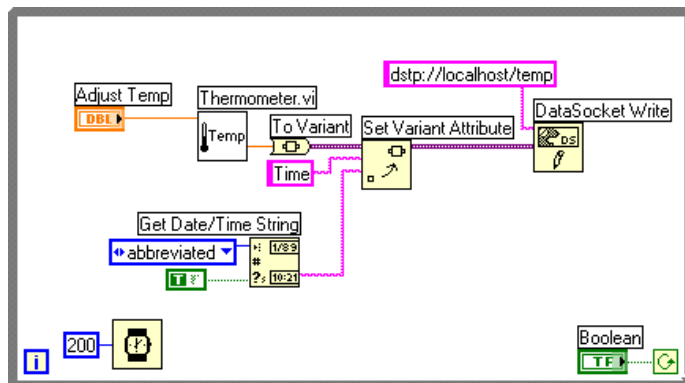 dstp://localhost/temp
Adjust Temp
Thermometer.vi
DataSocket Write
DBL
Temp
To Variant
Set Variant Attribute
DS
Time
Get Date/Time String
abbreviated
1/89
#
T
?s 10:21
200
i
Boolean
TF